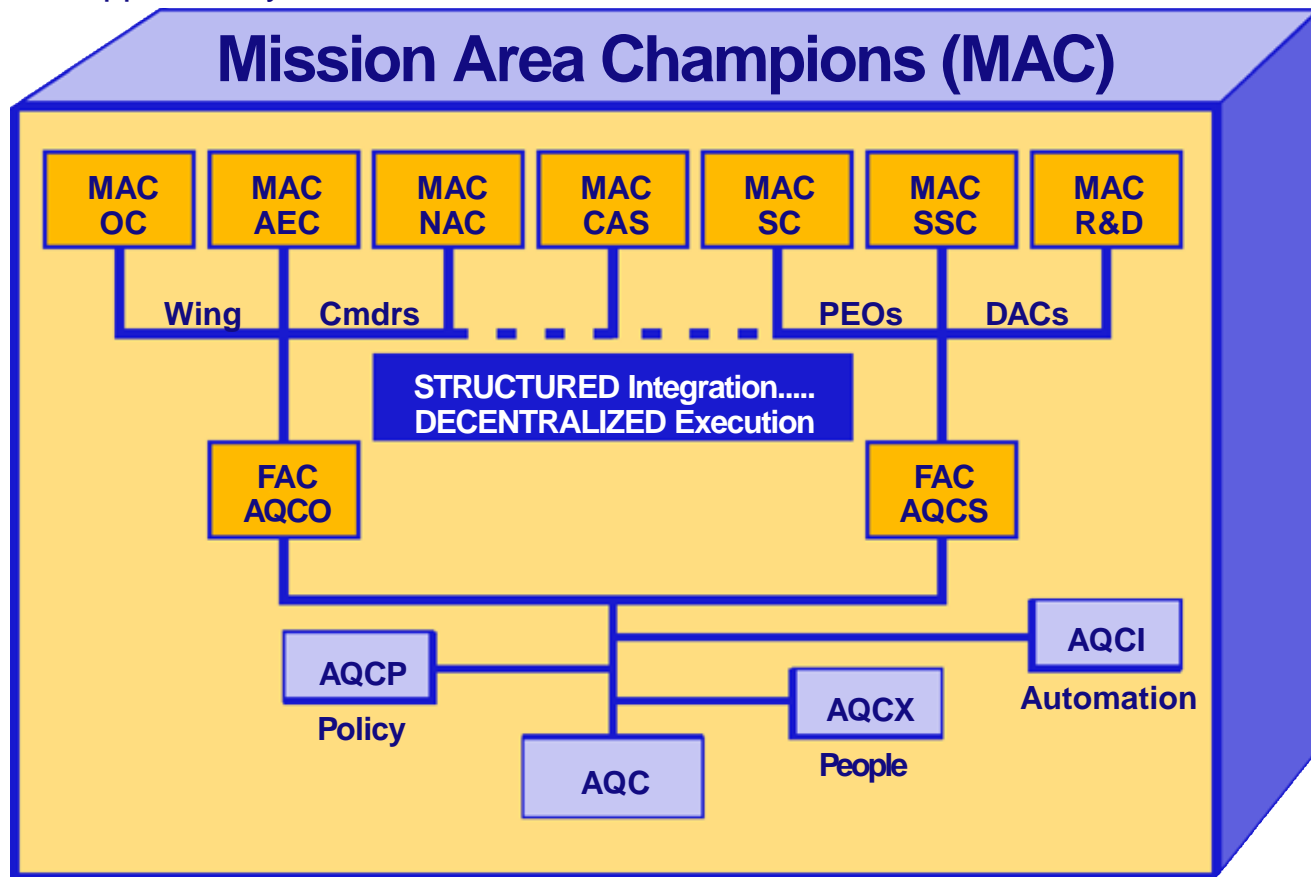 Mission Area Champions (MAC)
MAC
OC
MAC
AEC
MAC
NAC
MAC
CAS
MAC
SC
MAC
SSC
MAC
R&D
Wing
Cmdrs
PEOs
DACs
STRUCTURED Integration.....
DECENTRALIZED Execution
FAC
AQCO
FAC
AQCS
AQCI
Automation
AQCP
Policy
AQCX
People
AQC